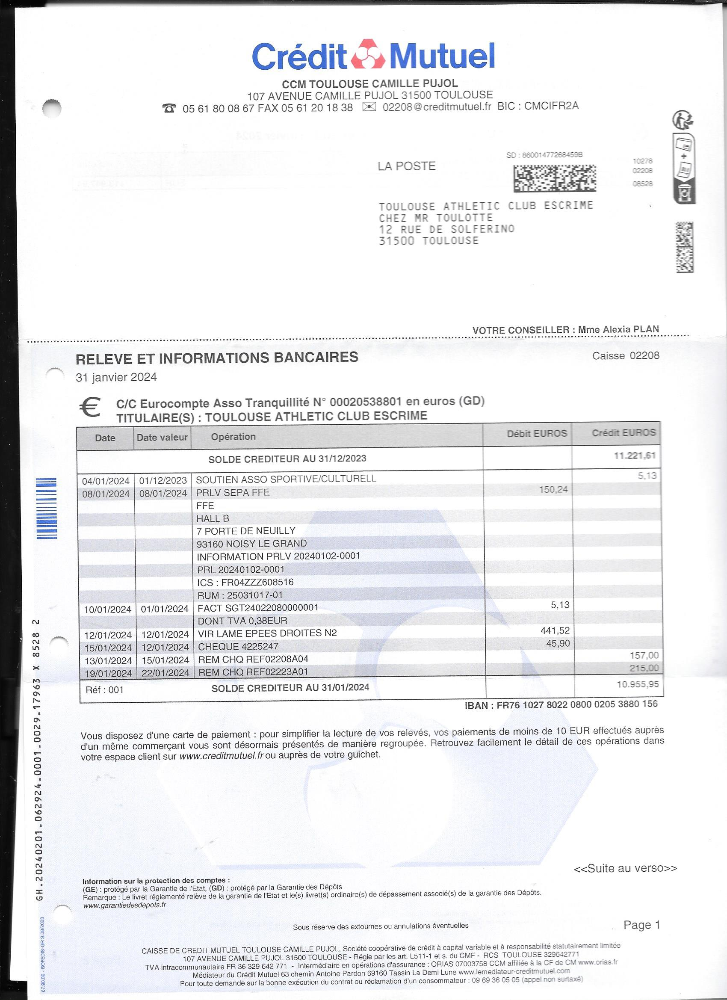 Crédit Mutuel
CCM TOULOUSE CAMILLE PUJOL
107 AVENUE CAMILLE PUJOL 31500 TOULOUSE
05 61 80 08 67 FAX 05 61 20 18 38 02208@creditmutuel.fr BIC : CMCIFR2A
SD : 86001477268459B
LA POSTE
10278
02208
08528
TOULOUSE ATHLETIC CLUB ESCRIME
CHEZ MR TOULOTTE
12 RUE DE SOLFERINO
31500 TOULOUSE
VOTRE CONSEILLER : Mme Alexia PLAN
RELEVE ET INFORMATIONS BANCAIRES
Caisse 02208
31 janvier 2024
€ C/C Eurocompte Asso Tranquillité N° 00020538801 en euros (GD)
TITULAIRE(S) : TOULOUSE ATHLETIC CLUB ESCRIME
Date Date valeur Opération Débit EUROS Crédit EUROS
SOLDE CREDITEUR AU 31/12/2023 11.221,61
04/01/2024 01/12/2023 SOUTIEN ASSO SPORTIVE/CULTURELL 5,13
08/01/2024 08/01/2024 PRLV SEPA FFE 150,24
FFE
HALL B
7 PORTE DE NEUILLY
93160 NOISY LE GRAND
INFORMATION PRLV 20240102-0001
PRL 20240102-0001
ICS : FR04ZZZ608516
RUM : 25031017-01
10/01/2024 01/01/2024 FACT SGT24022080000001 5,13
DONT TVA 0,38EUR
12/01/2024 12/01/2024 VIR LAME EPEES DROITES N2 441,52
15/01/2024 12/01/2024 CHEQUE 4225247 45,90
13/01/2024 15/01/2024 REM CHQ REF02208A04 157,00
19/01/2024 22/01/2024 REM CHQ REF02223A01 215,00
Réf : 001 SOLDE CREDITEUR AU 31/01/2024 10.955,95
IBAN : FR76 1027 8022 0800 0205 3880 156
Vous disposez d'une carte de paiement : pour simplifier la lecture de vos relevés, vos paiements de moins de 10 EUR effectués auprès
d'un même commerçant vous sont désormais présentés de manière regroupée. Retrouvez facilement le détail de ces opérations dans
votre espace client sur www.creditmutuel.fr ou auprès de votre guichet.
<<Suite au verso>>
Information sur la protection des comptes :
(GE) : protégé par la Garantie de l'Etat, (GD) : protégé par la Garantie des Dépôts
Remarque : Le livret réglementé relève de la garantie de l'Etat et le(s) livret(s) ordinaire(s) de dépassement associé(s) de la garantie des Dépôts.
www.garantiedesdepots.fr
Sous réserve des extournes ou annulations éventuelles
Page 1
CAISSE DE CREDIT MUTUEL TOULOUSE CAMILLE PUJOL, Société coopérative de crédit à capital variable et à responsabilité statutairement limitée
107 AVENUE CAMILLE PUJOL 31500 TOULOUSE - Régie par les art. L511-1 et s. du CMF - RCS TOULOUSE 329642771
TVA intracommunautaire FR 36 329 642 771 - Intermédiaire en opérations d'assurance : ORIAS 07003758 CCM affiliée à la CF de CM www.orias.fr
Médiateur du Crédit Mutuel 63 chemin Antoine Pardon 69160 Tassin La Demi Lune www.lemediateur-creditmutuel.com
Pour toute demande sur la bonne exécution du contrat ou réclamation d'un consommateur : 09 69 36 05 05 (appel non surtaxé)
GH.20240201.062924.0001.0029.17963 X 8528 2
67.90.09 - SOFEDIS-GR S.08/2023